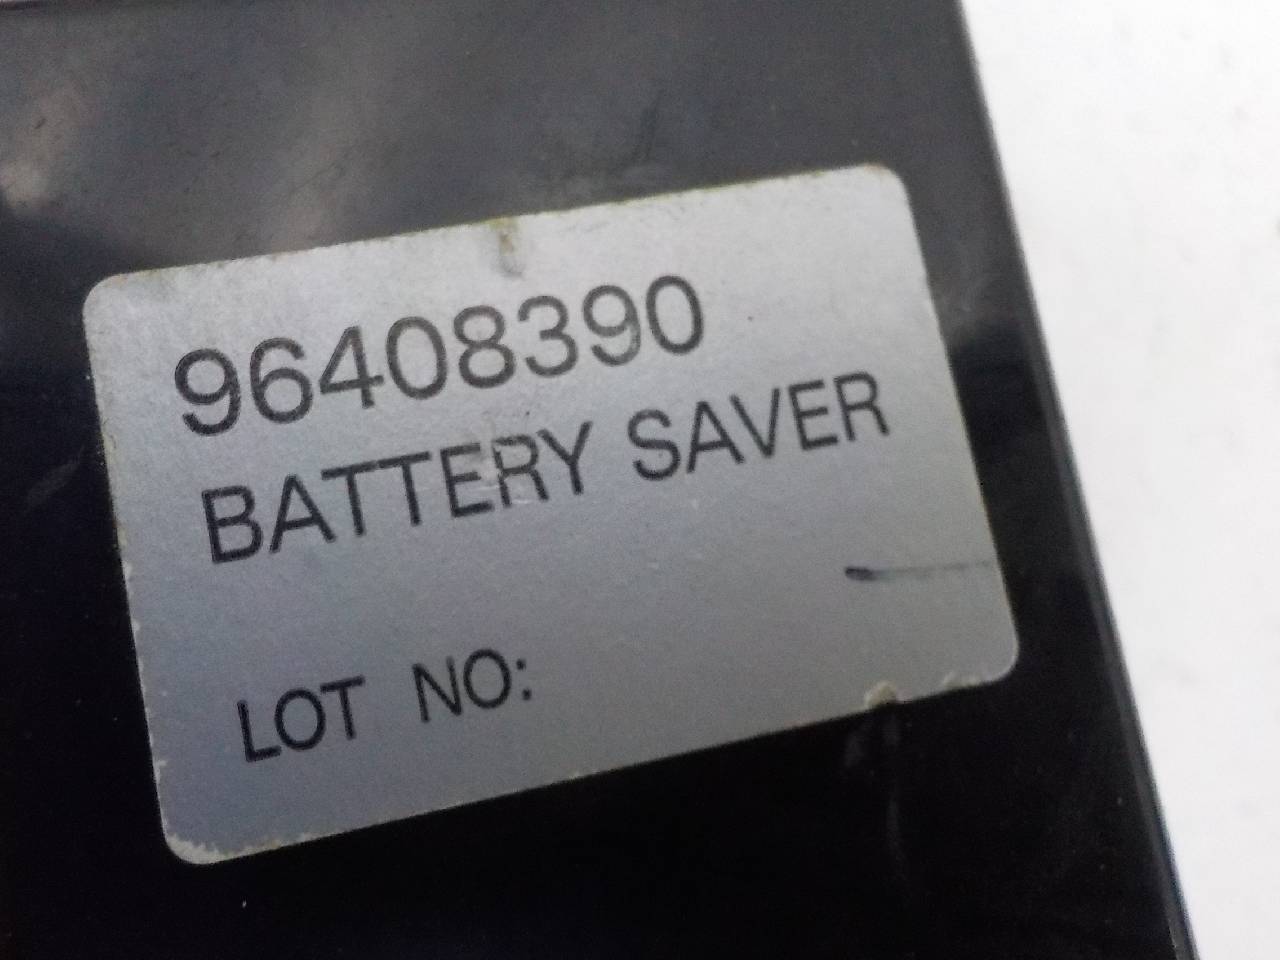 96408390
BATTERY SAVER
LOT NO: